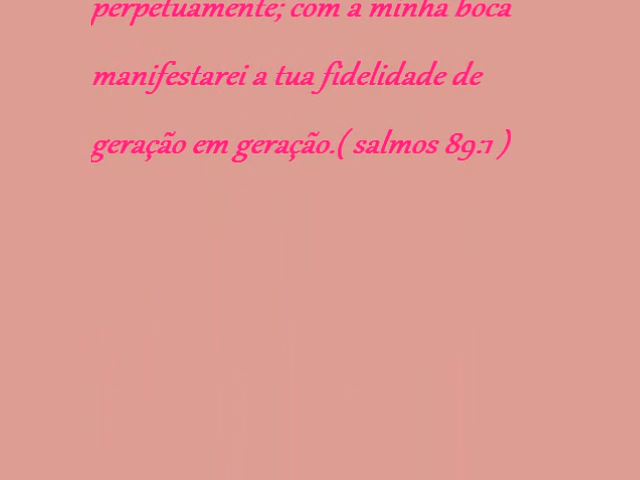 perpetuamente; com a minha boca
manifestarei a tua fidelidade de
geração em geração.( salmos 89:1 )